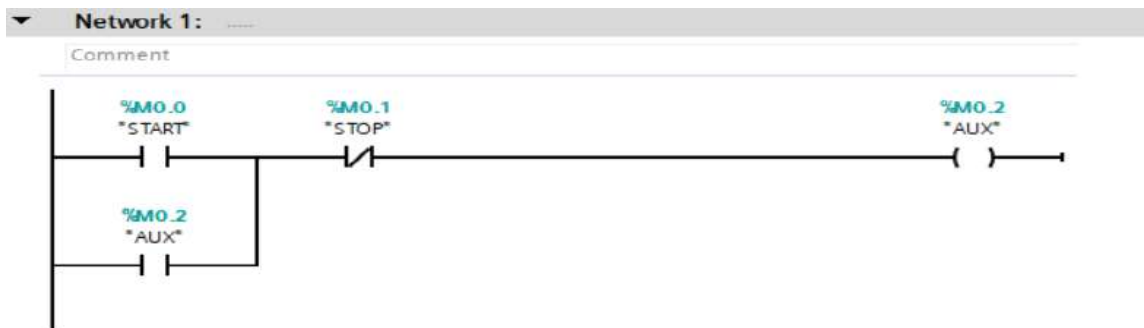 Network 1: .....
Comment
%M0.0 %M0.1 %M0.2
"START" "STOP" "AUX"
%M0.2
"AUX"